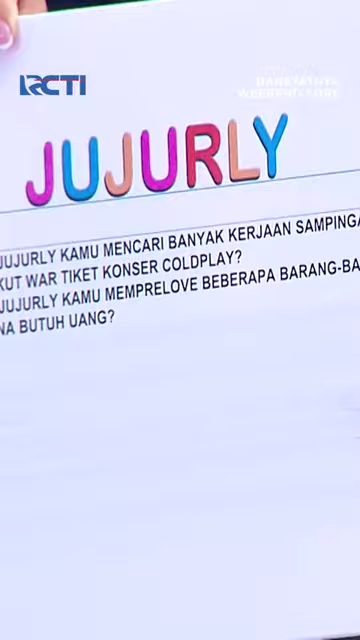 RCTI
JUJURLY
JUJURLY KAMU MENCARI BANYAK KERJAAN SAMPINGA
KUT WAR TIKET KONSER COLDPLAY?
JUJURLY KAMU MEMPRELOVE BEBERAPA BARANG-BA
NA BUTUH UANG?